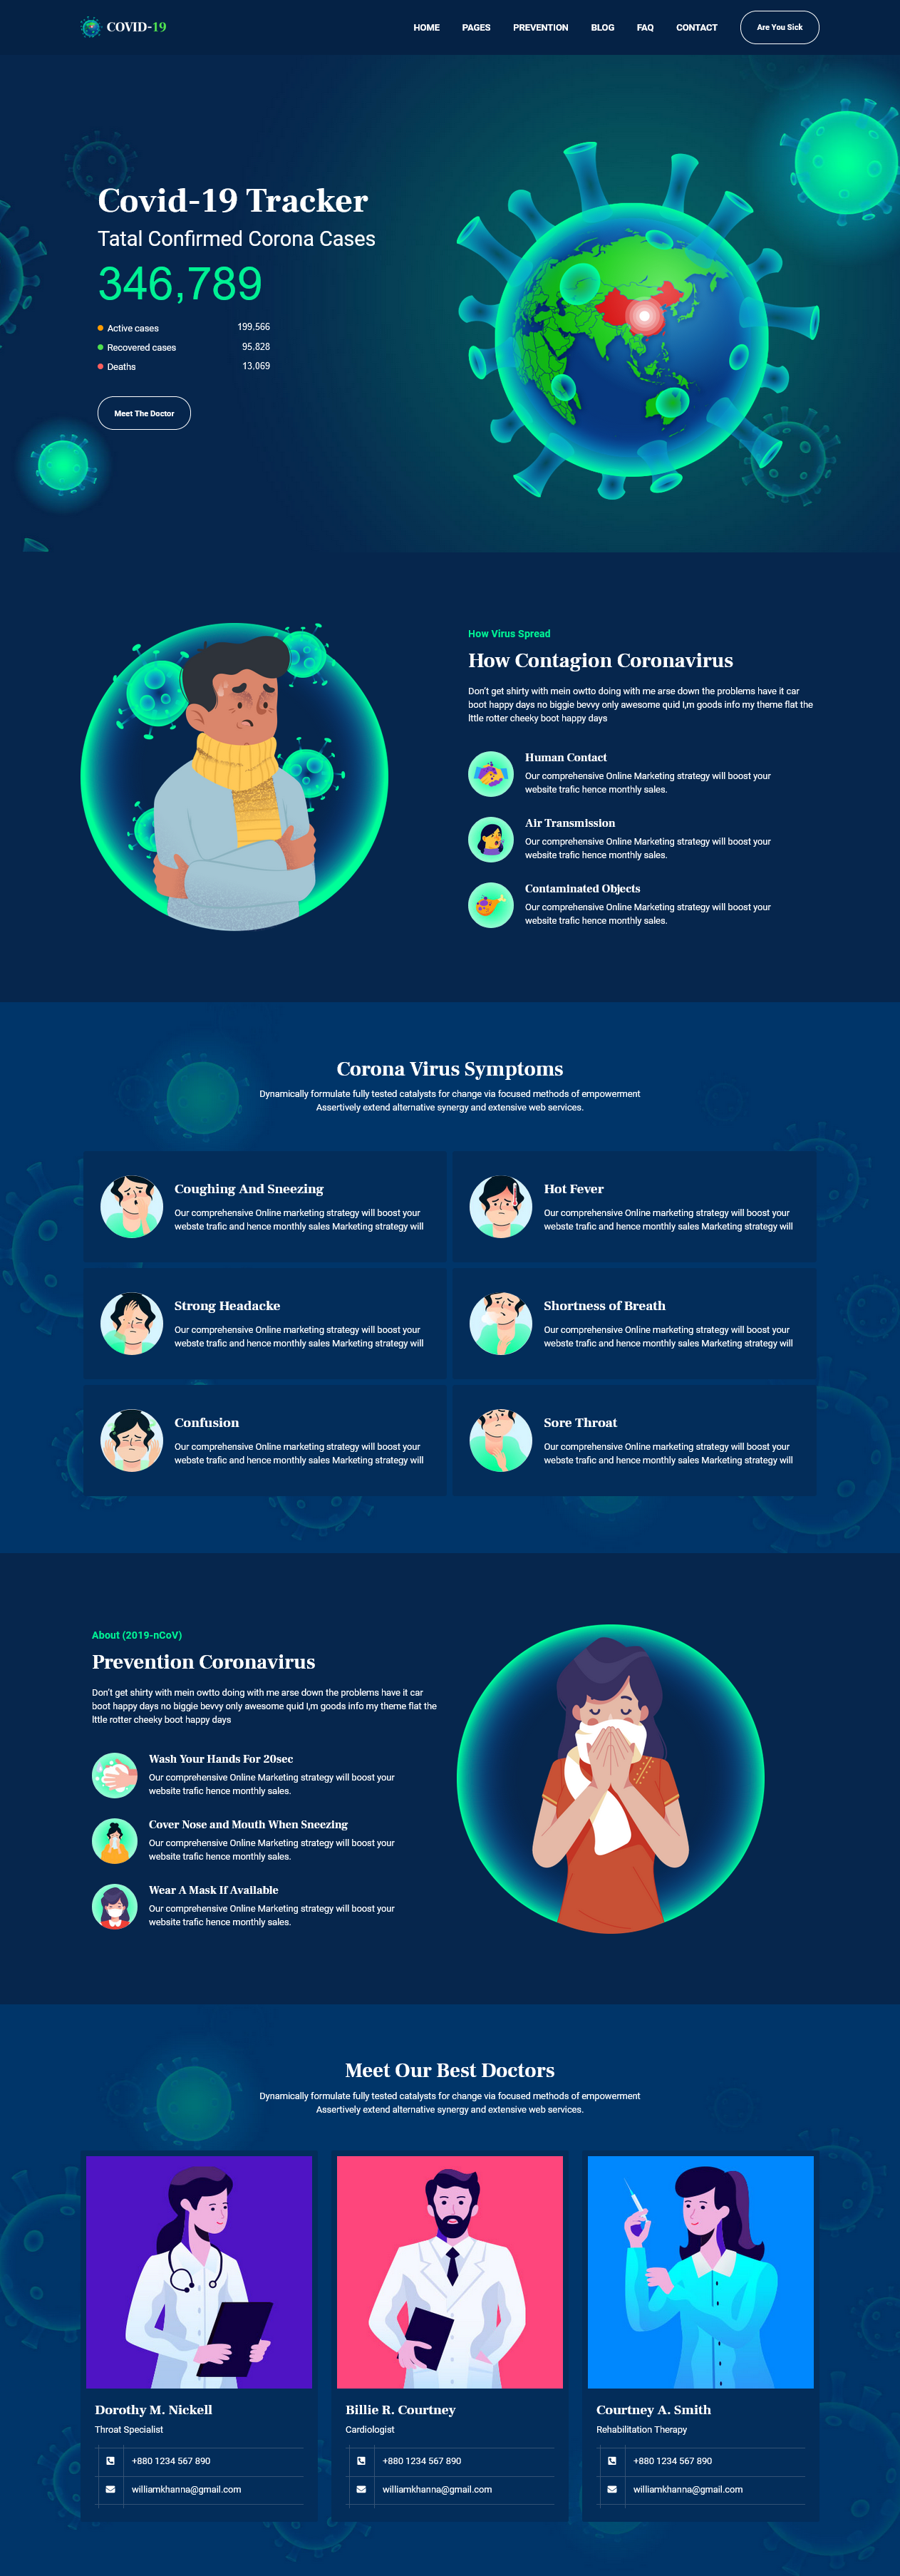 COVID-19
HOME PAGES PREVENTION BLOG FAQ CONTACT Are You Sick
Covid-19 Tracker
Tatal Confirmed Corona Cases
346,789
Active cases 199,566
Recovered cases 95,828
Deaths 13,069
Meet The Doctor
How Virus Spread
How Contagion Coronavirus
Don't get shirty with mein owtto doing with me arse down the problems have it car
boot happy days no biggie bevvy only awesome quid I,m goods info my theme flat the
lttle rotter cheeky boot happy days
Human Contact
Our comprehensive Online Marketing strategy will boost your
website trafic hence monthly sales.
Air Transmission
Our comprehensive Online Marketing strategy will boost your
website trafic hence monthly sales.
Contaminated Objects
Our comprehensive Online Marketing strategy will boost your
website trafic hence monthly sales.
Corona Virus Symptoms
Dynamically formulate fully tested catalysts for change via focused methods of empowerment
Assertively extend alternative synergy and extensive web services.
Coughing And Sneezing
Our comprehensive Online marketing strategy will boost your
webste trafic and hence monthly sales Marketing strategy will
Hot Fever
Our comprehensive Online marketing strategy will boost your
webste trafic and hence monthly sales Marketing strategy will
Strong Headacke
Our comprehensive Online marketing strategy will boost your
webste trafic and hence monthly sales Marketing strategy will
Shortness of Breath
Our comprehensive Online marketing strategy will boost your
webste trafic and hence monthly sales Marketing strategy will
Confusion
Our comprehensive Online marketing strategy will boost your
webste trafic and hence monthly sales Marketing strategy will
Sore Throat
Our comprehensive Online marketing strategy will boost your
webste trafic and hence monthly sales Marketing strategy will
About (2019-nCoV)
Prevention Coronavirus
Don't get shirty with mein owtto doing with me arse down the problems have it car
boot happy days no biggie bevvy only awesome quid I,m goods info my theme flat the
lttle rotter cheeky boot happy days
Wash Your Hands For 20sec
Our comprehensive Online Marketing strategy will boost your
website trafic hence monthly sales.
Cover Nose and Mouth When Sneezing
Our comprehensive Online Marketing strategy will boost your
website trafic hence monthly sales.
Wear A Mask If Available
Our comprehensive Online Marketing strategy will boost your
website trafic hence monthly sales.
Meet Our Best Doctors
Dynamically formulate fully tested catalysts for change via focused methods of empowerment
Assertively extend alternative synergy and extensive web services.
Dorothy M. Nickell
Throat Specialist
+880 1234 567 890
williamkhanna@gmail.com
Billie R. Courtney
Cardiologist
+880 1234 567 890
williamkhanna@gmail.com
Courtney A. Smith
Rehabilitation Therapy
+880 1234 567 890
williamkhanna@gmail.com